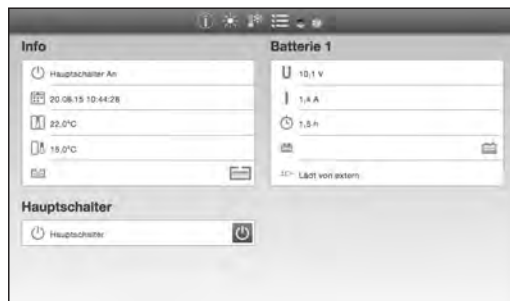 Info
Hauptschalter An
20.08.15 10:44:28
22.0°C
15,0°C
Hauptschalter
Hauptschalter
Batterie 1
U 10,1 V
I 1,4 A
1,5 h
Lädt von extern